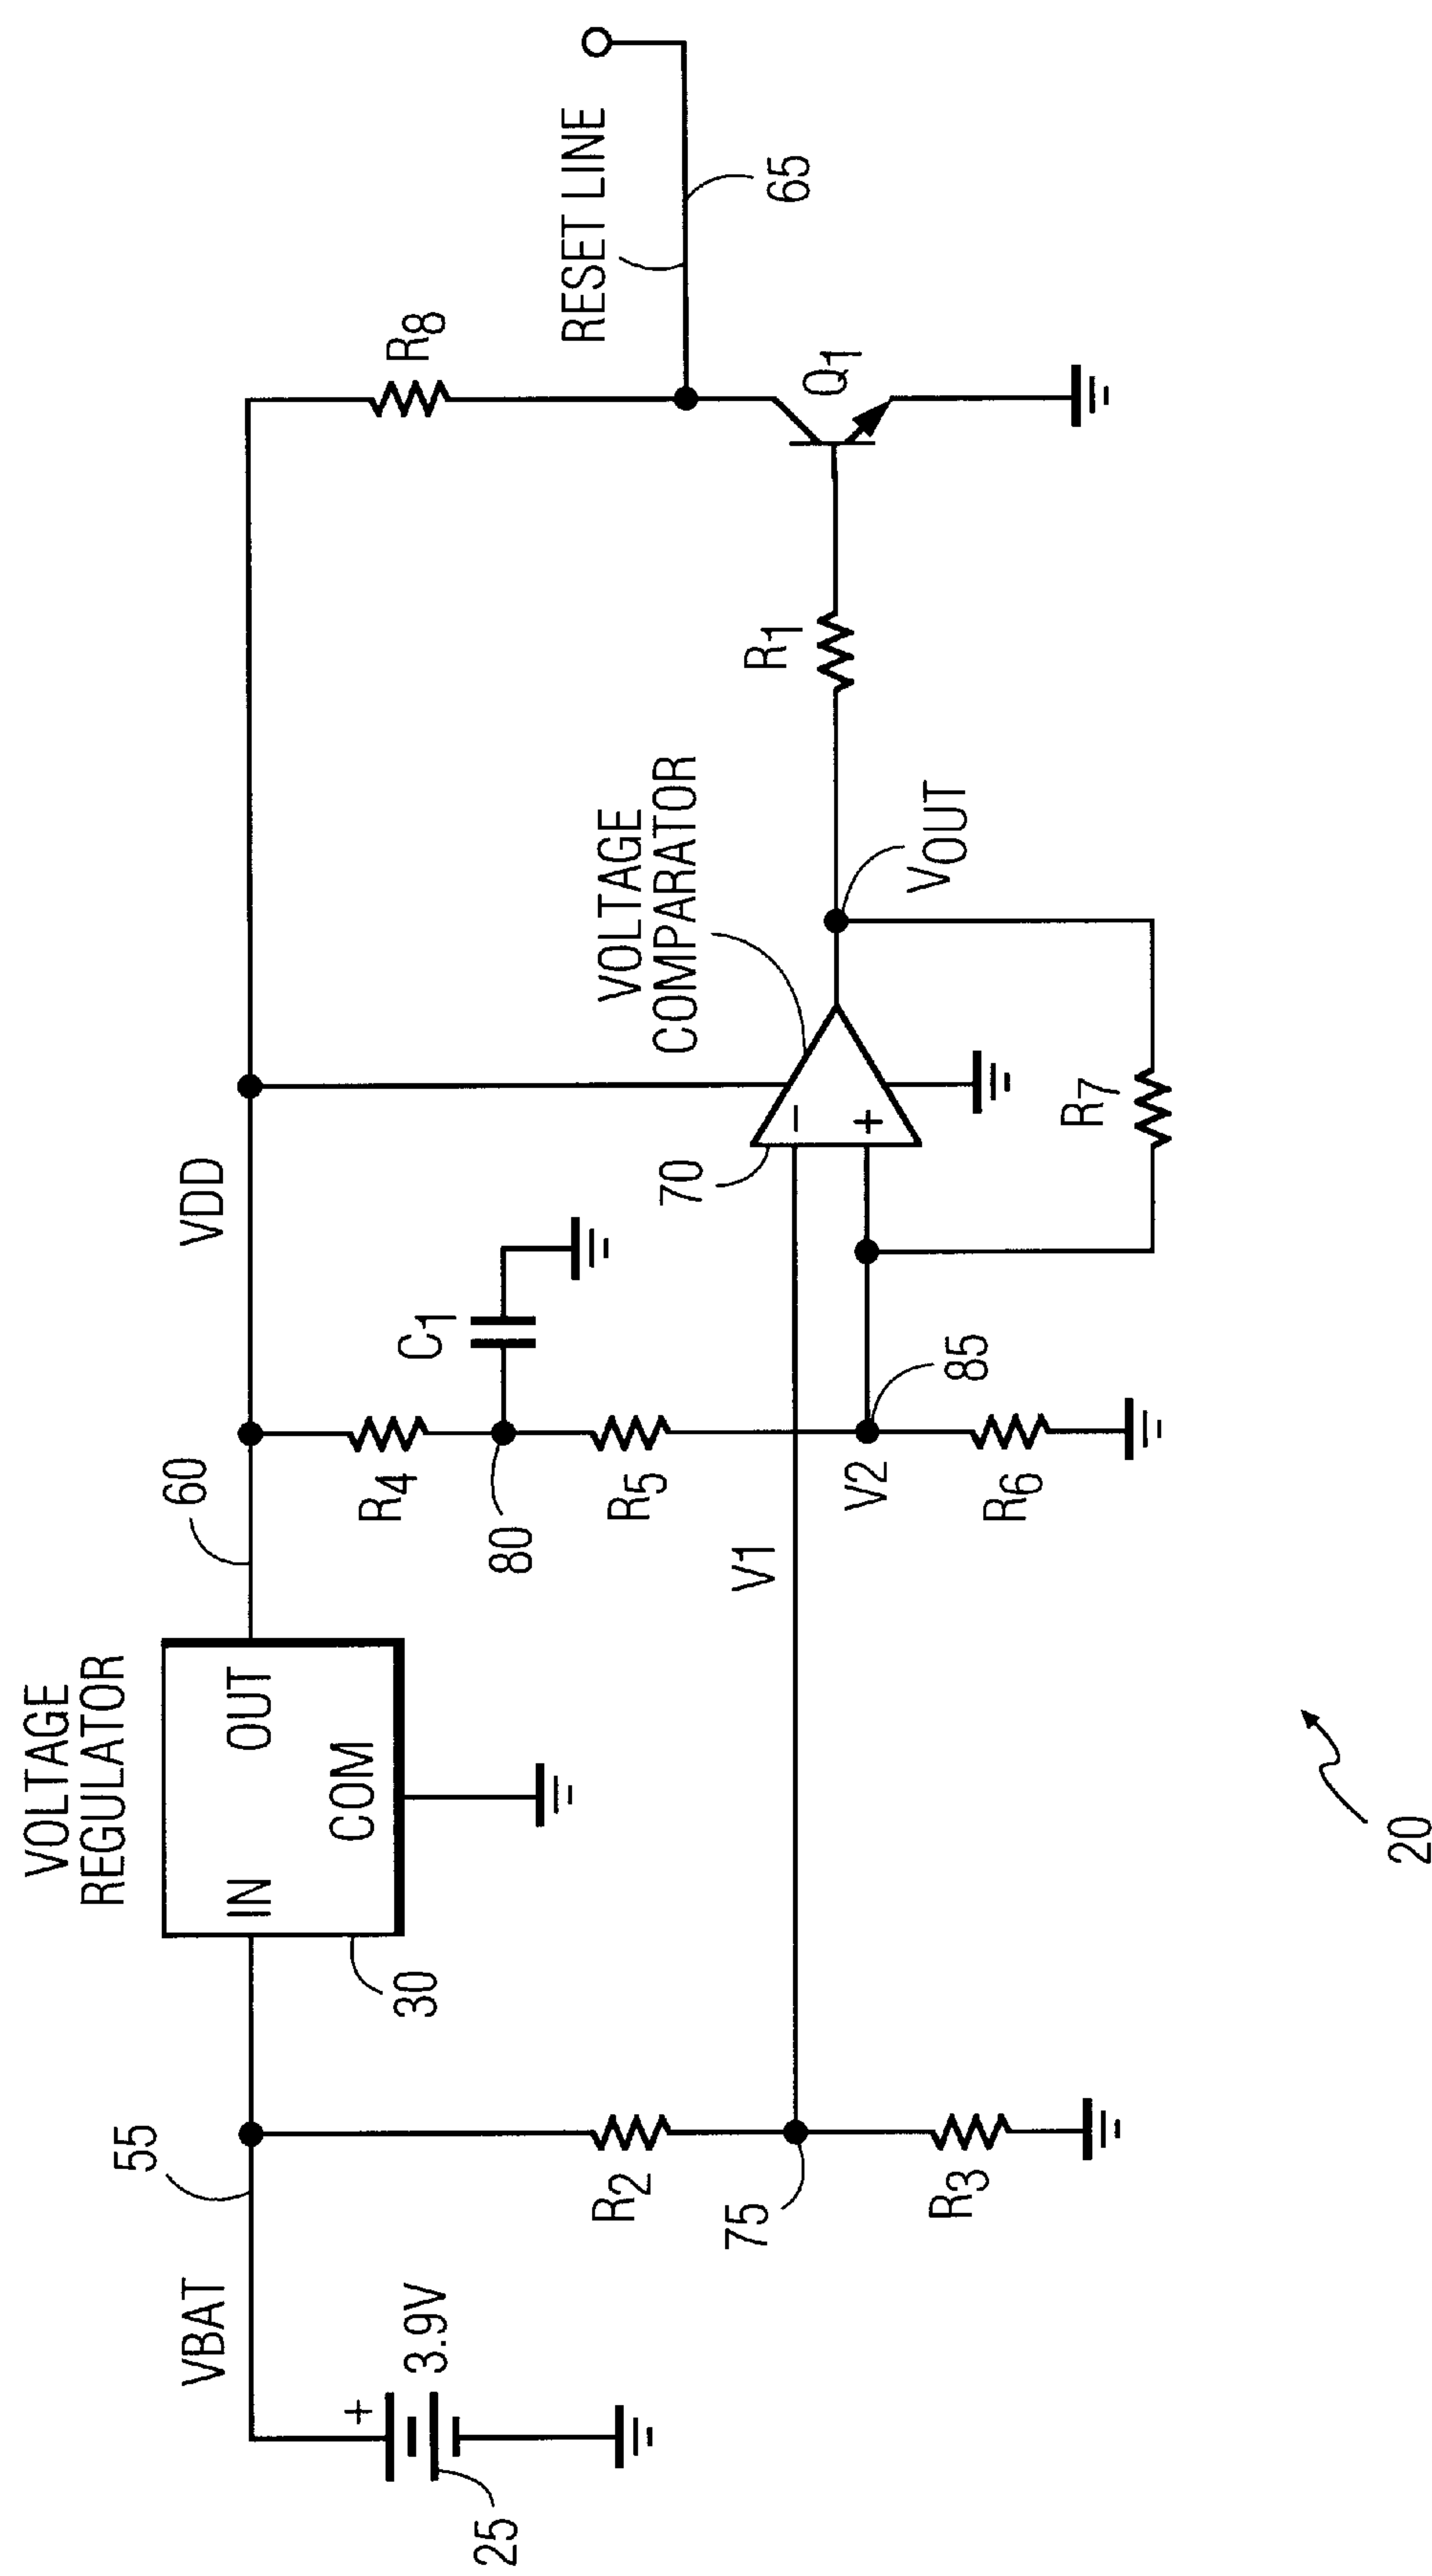 VOLTAGE
REGULATOR
IN
OUT
COM
30
VBAT
55
60
VDD
+
3.9V
25
R2
75
R3
V1
R4
80
C1
R5
V2
85
R6
70
−
+
VOLTAGE
COMPARATOR
VOUT
R7
R1
R8
RESET LINE
65
Q1
20